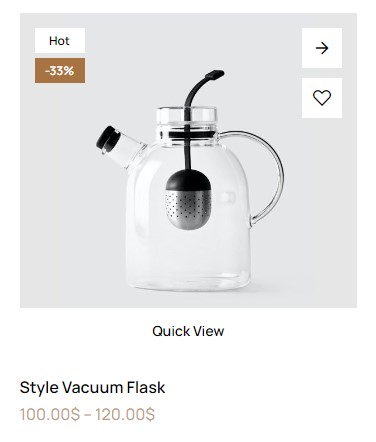 Hot
-33%
Quick View
Style Vacuum Flask
100.00$ – 120.00$